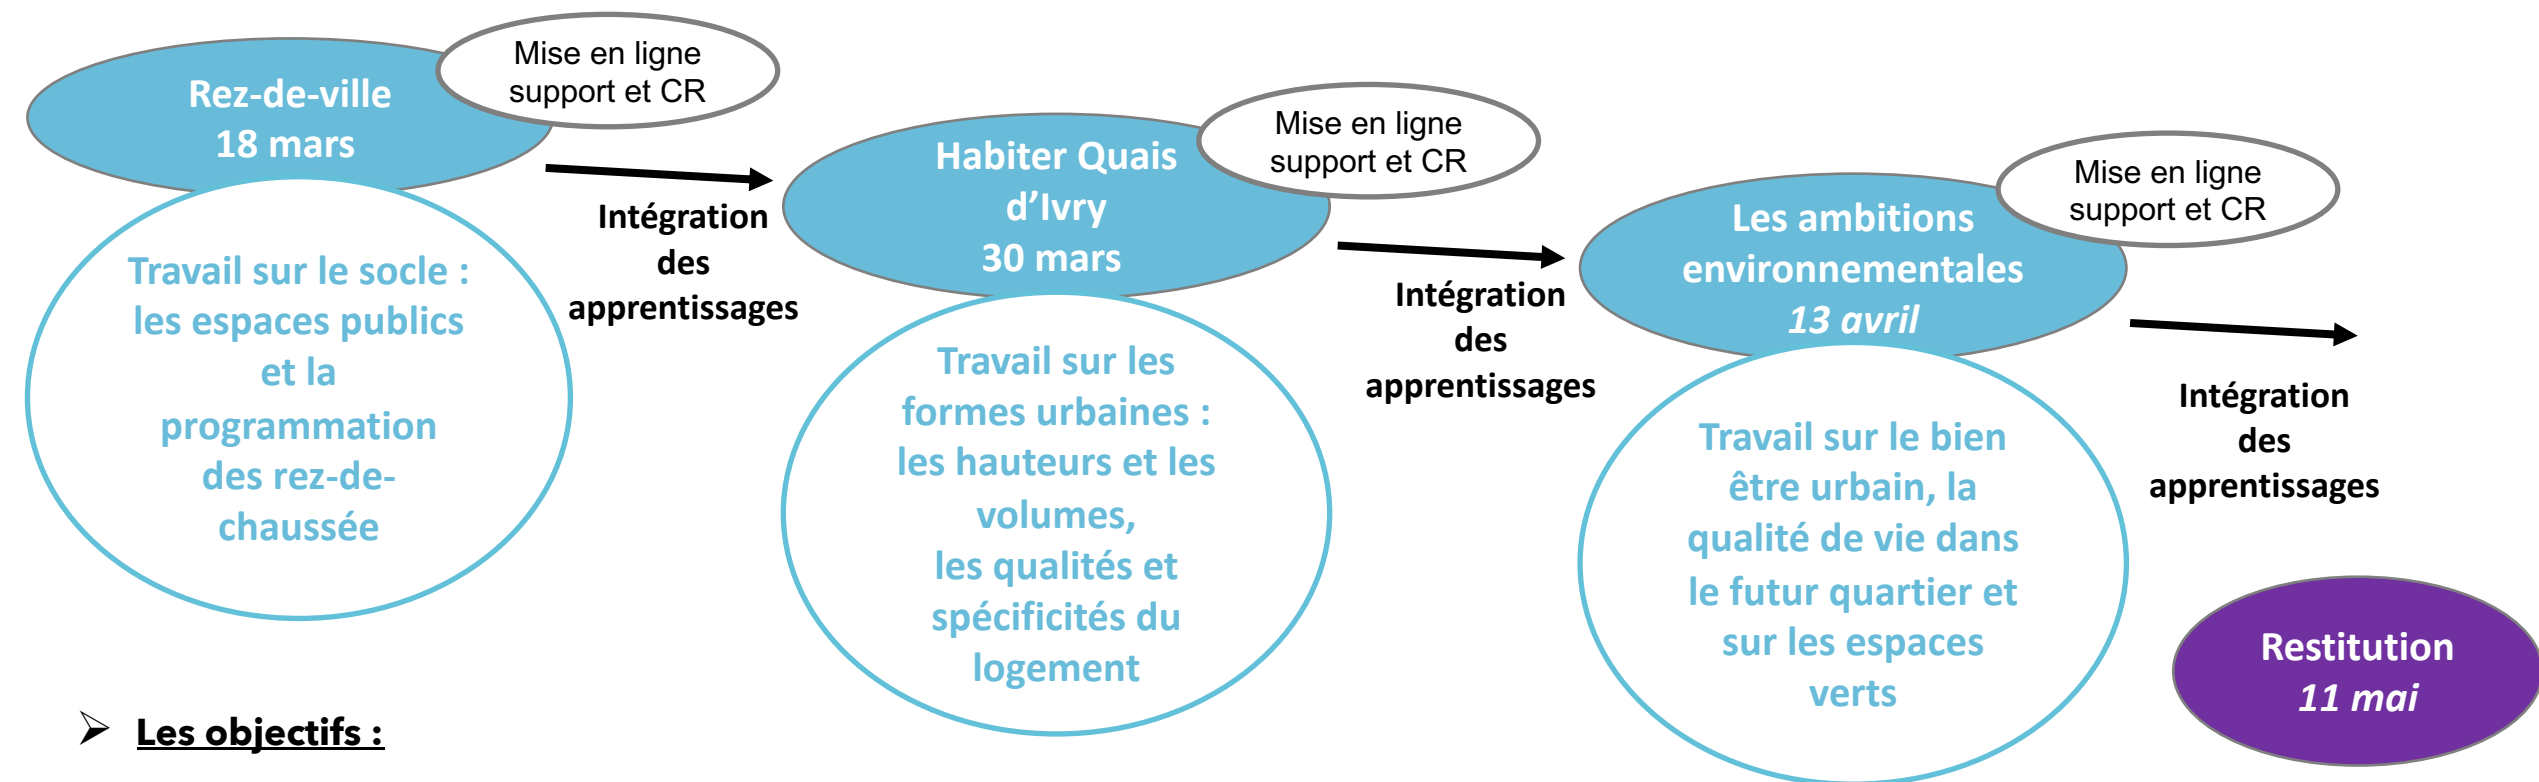 Rez-de-ville
18 mars
Mise en ligne
support et CR
Travail sur le socle :
les espaces publics
et la
programmation
des rez-de-
chaussée
Intégration
des
apprentissages
Habiter Quais
d’Ivry
30 mars
Mise en ligne
support et CR
Travail sur les
formes urbaines :
les hauteurs et les
volumes,
les qualités et
spécificités du
logement
Intégration
des
apprentissages
Les ambitions
environnementales
13 avril
Mise en ligne
support et CR
Travail sur le bien
être urbain, la
qualité de vie dans
le futur quartier et
sur les espaces
verts
Intégration
des
apprentissages
Restitution
11 mai
➢ Les objectifs :